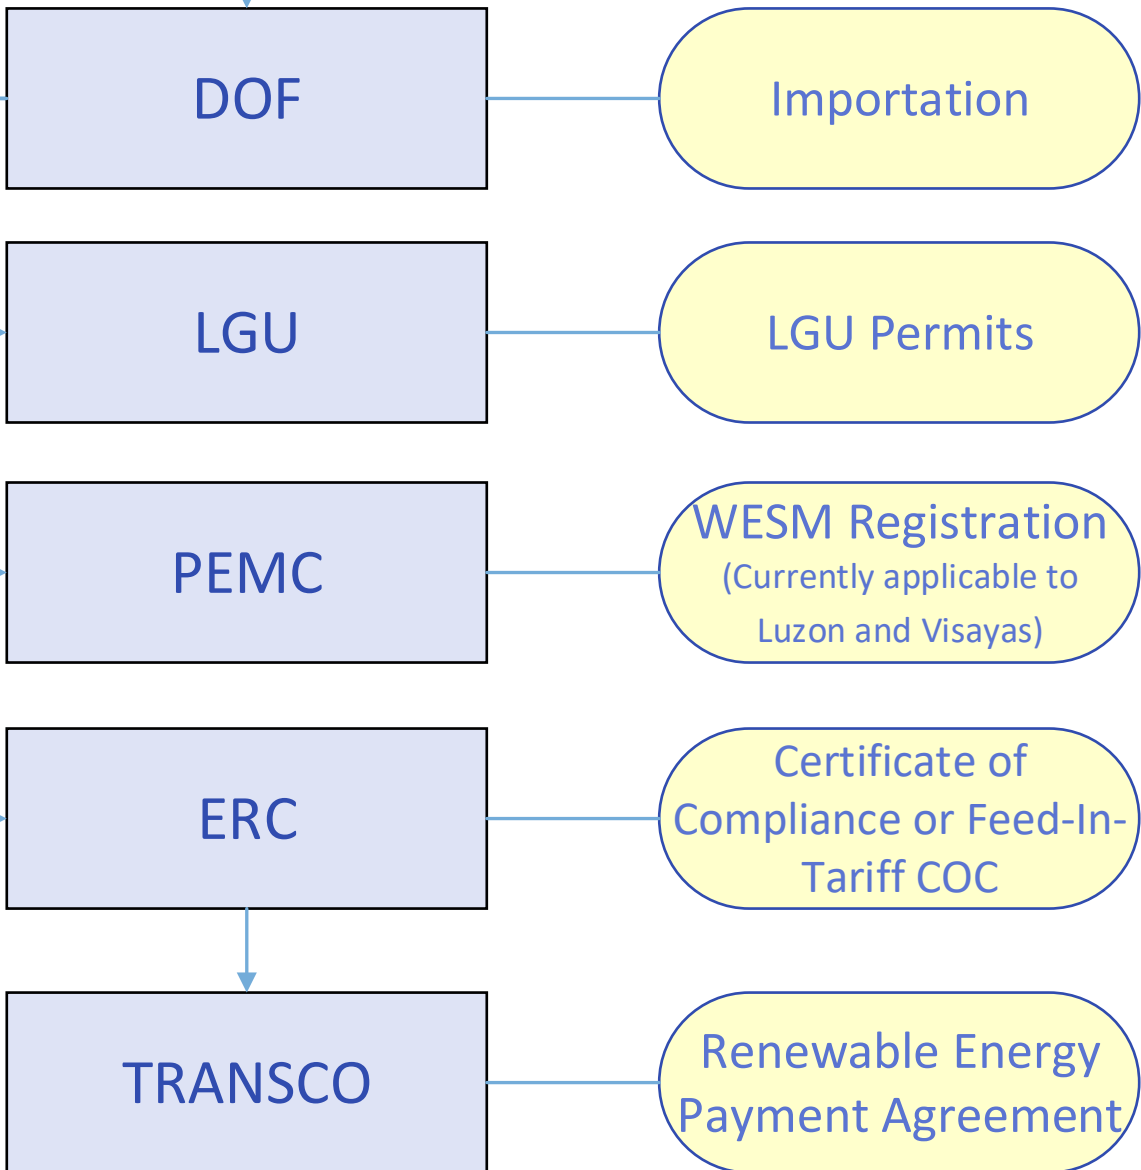 DOF
Importation
LGU
LGU Permits
PEMC
WESM Registration
(Currently applicable to
Luzon and Visayas)
ERC
Certificate of
Compliance or Feed-In-
Tariff COC
TRANSCO
Renewable Energy
Payment Agreement